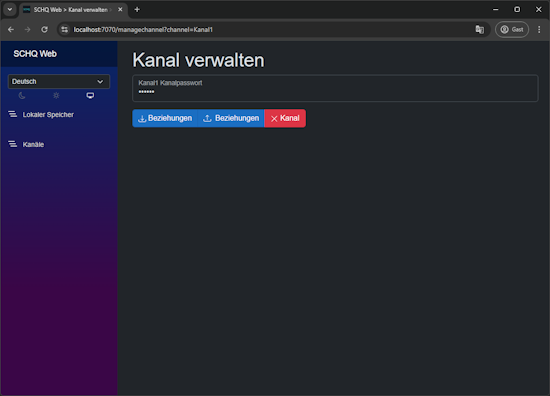 SCHQ Web > Kanal verwalten
localhost:7070/managechannel?channel=Kanal1
Gast
SCHQ Web
Deutsch
Lokaler Speicher
Kanäle
Kanal verwalten
Kanal1 Kanalpasswort
••••••
Beziehungen
Beziehungen
Kanal